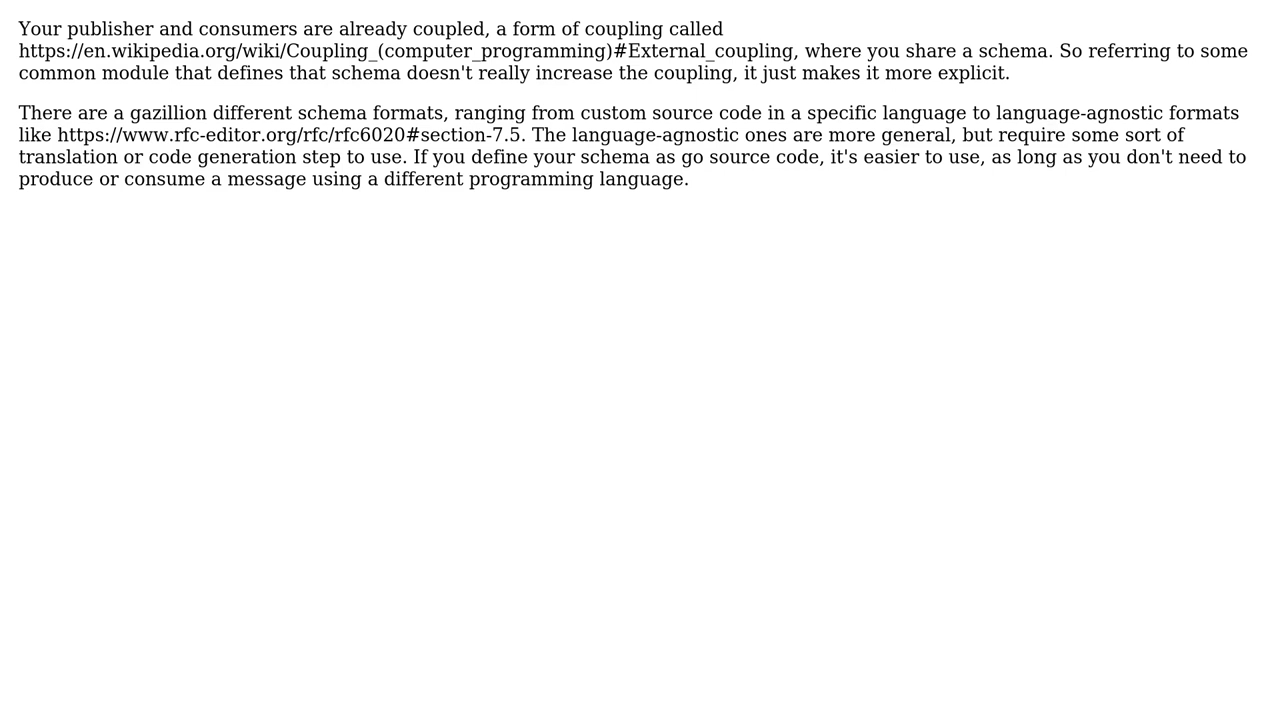 Your publisher and consumers are already coupled, a form of coupling called
https://en.wikipedia.org/wiki/Coupling_(computer_programming)#External_coupling, where you share a schema. So referring to some
common module that defines that schema doesn't really increase the coupling, it just makes it more explicit.
There are a gazillion different schema formats, ranging from custom source code in a specific language to language-agnostic formats
like https://www.rfc-editor.org/rfc/rfc6020#section-7.5. The language-agnostic ones are more general, but require some sort of
translation or code generation step to use. If you define your schema as go source code, it's easier to use, as long as you don't need to
produce or consume a message using a different programming language.